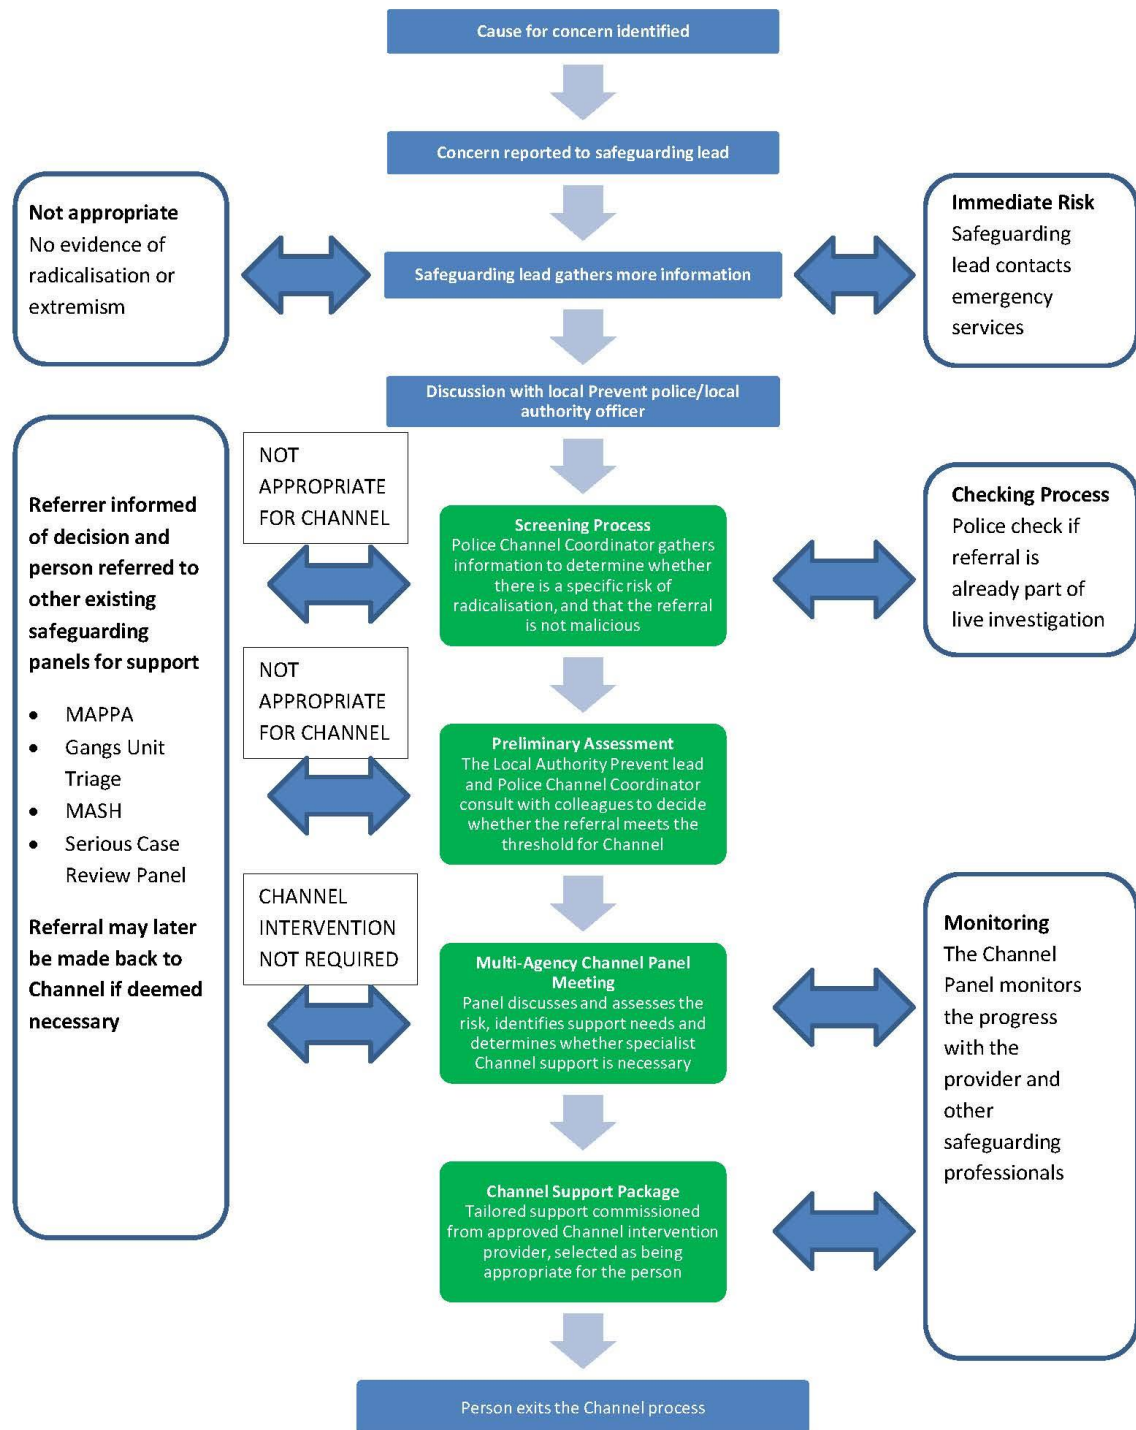 Cause for concern identified
Concern reported to safeguarding lead
Not appropriate
No evidence of
radicalisation or
extremism
Safeguarding lead gathers more information
Immediate Risk
Safeguarding
lead contacts
emergency
services
Discussion with local Prevent police/local
authority officer
Referrer informed
of decision and
person referred to
other existing
safeguarding
panels for support
• MAPPA
• Gangs Unit
Triage
• MASH
• Serious Case
Review Panel
Referral may later
be made back to
Channel if deemed
necessary
NOT
APPROPRIATE
FOR CHANNEL
Screening Process
Police Channel Coordinator gathers
information to determine whether
there is a specific risk of
radicalisation, and that the referral
is not malicious
Checking Process
Police check if
referral is
already part of
live investigation
NOT
APPROPRIATE
FOR CHANNEL
Preliminary Assessment
The Local Authority Prevent lead
and Police Channel Coordinator
consult with colleagues to decide
whether the referral meets the
threshold for Channel
CHANNEL
INTERVENTION
NOT REQUIRED
Multi-Agency Channel Panel
Meeting
Panel discusses and assesses the
risk, identifies support needs and
determines whether specialist
Channel support is necessary
Monitoring
The Channel
Panel monitors
the progress
with the
provider and
other
safeguarding
professionals
Channel Support Package
Tailored support commissioned
from approved Channel intervention
provider, selected as being
appropriate for the person
Person exits the Channel process